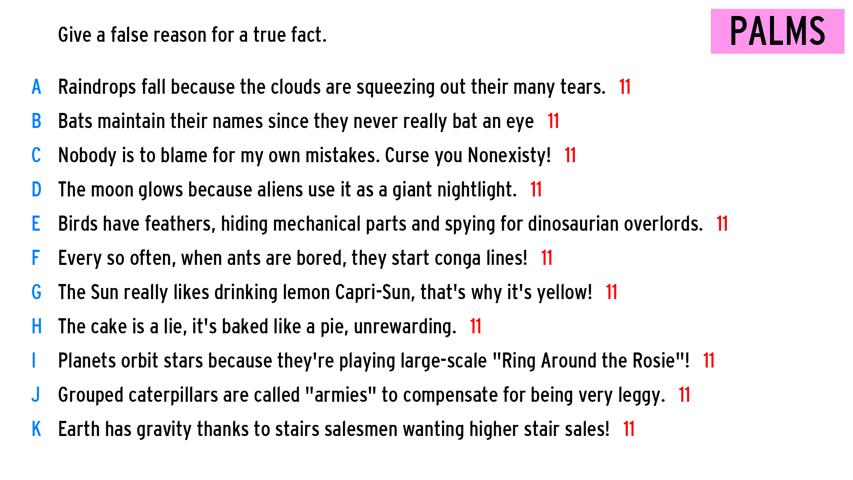 Give a false reason for a true fact.
PALMS
A Raindrops fall because the clouds are squeezing out their many tears. 11
B Bats maintain their names since they never really bat an eye 11
C Nobody is to blame for my own mistakes. Curse you Nonexisty! 11
D The moon glows because aliens use it as a giant nightlight. 11
E Birds have feathers, hiding mechanical parts and spying for dinosaurian overlords. 11
F Every so often, when ants are bored, they start conga lines! 11
G The Sun really likes drinking lemon Capri-Sun, that's why it's yellow! 11
H The cake is a lie, it's baked like a pie, unrewarding. 11
I Planets orbit stars because they're playing large-scale "Ring Around the Rosie"! 11
J Grouped caterpillars are called "armies" to compensate for being very leggy. 11
K Earth has gravity thanks to stairs salesmen wanting higher stair sales! 11